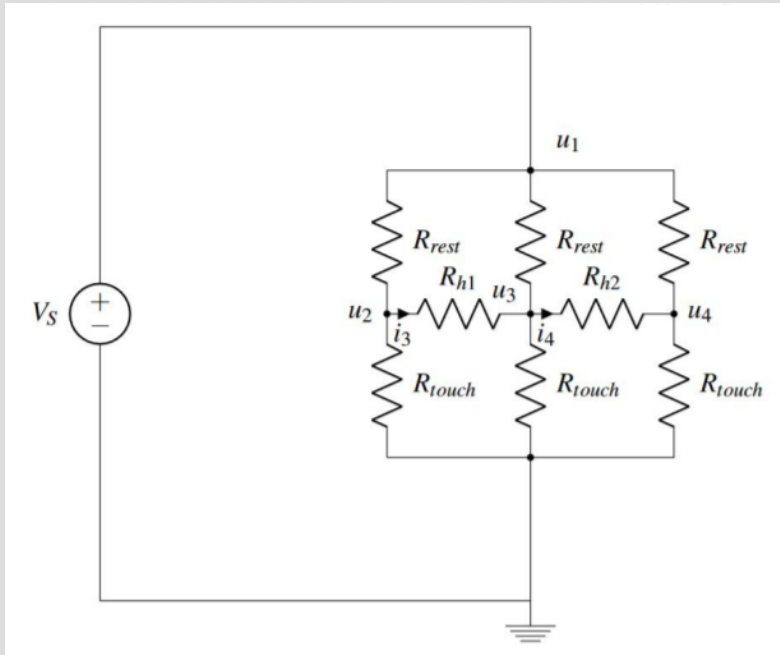 u1
Rrest Rrest Rrest
Rh1 u3 Rh2
VS + − u2 i3 i4 u4
Rtouch Rtouch Rtouch